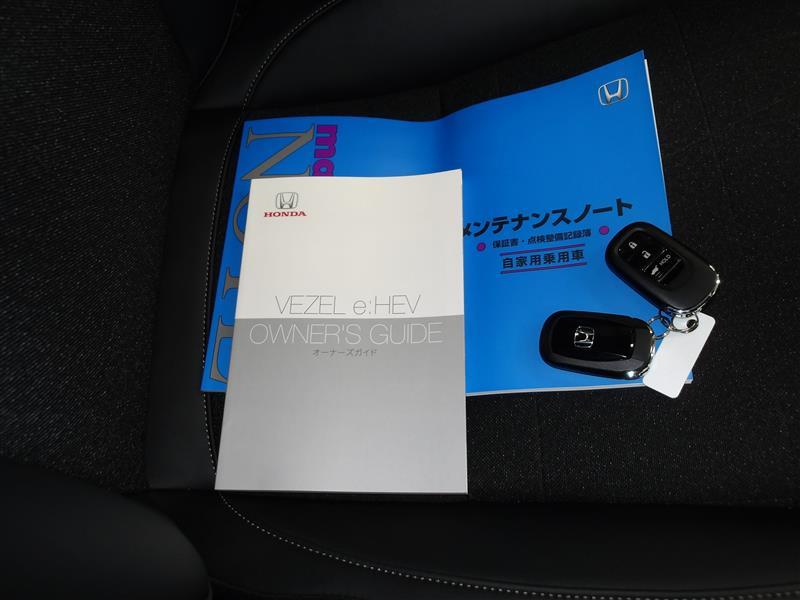 HONDA
VEZEL e:HEV
OWNER'S GUIDE
オーナーズガイド
メンテナンスノート
保証書・点検整備記録簿
自家用乗用車
HOLD